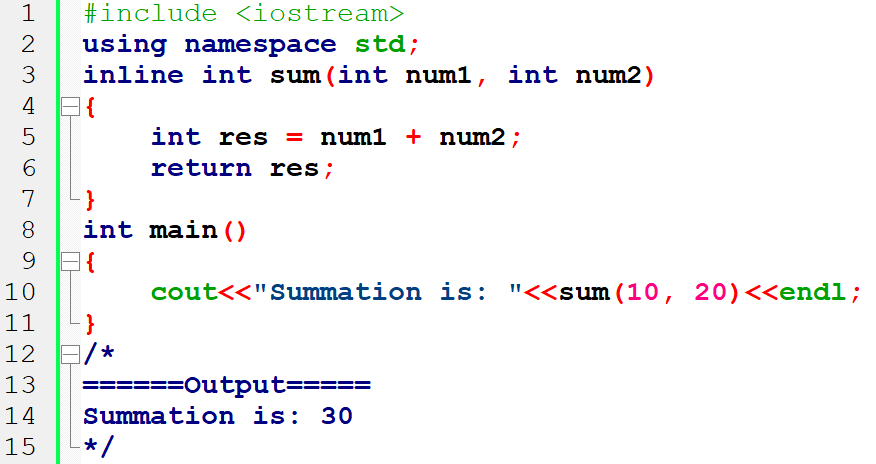 1 #include <iostream>
2 using namespace std;
3 inline int sum(int num1, int num2)
4 {
5     int res = num1 + num2;
6     return res;
7 }
8 int main()
9 {
10     cout<<"Summation is: "<<sum(10, 20)<<endl;
11 }
12 /*
13 ======Output=====
14 Summation is: 30
15 */